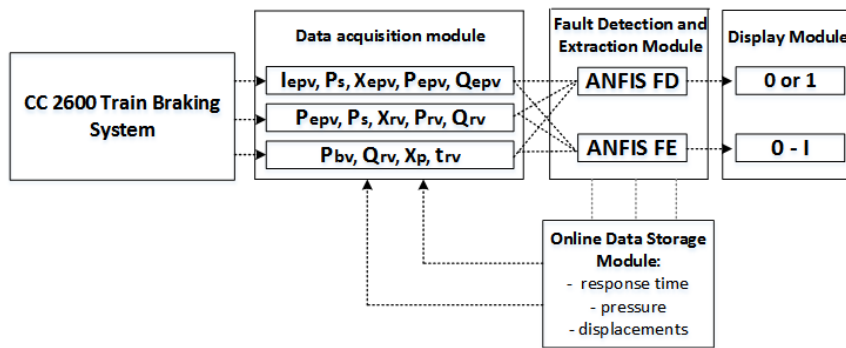 Data acquisition module
Fault Detection and
Extraction Module
Display Module
CC 2600 Train Braking
System
Iepv, Ps, Xepv, Pepv, Qepv
Pepv, Ps, Xrv, Prv, Qrv
Pbv, Qrv, Xp, trv
ANFIS FD
ANFIS FE
0 or 1
0 - I
Online Data Storage
Module:
- response time
- pressure
- displacements